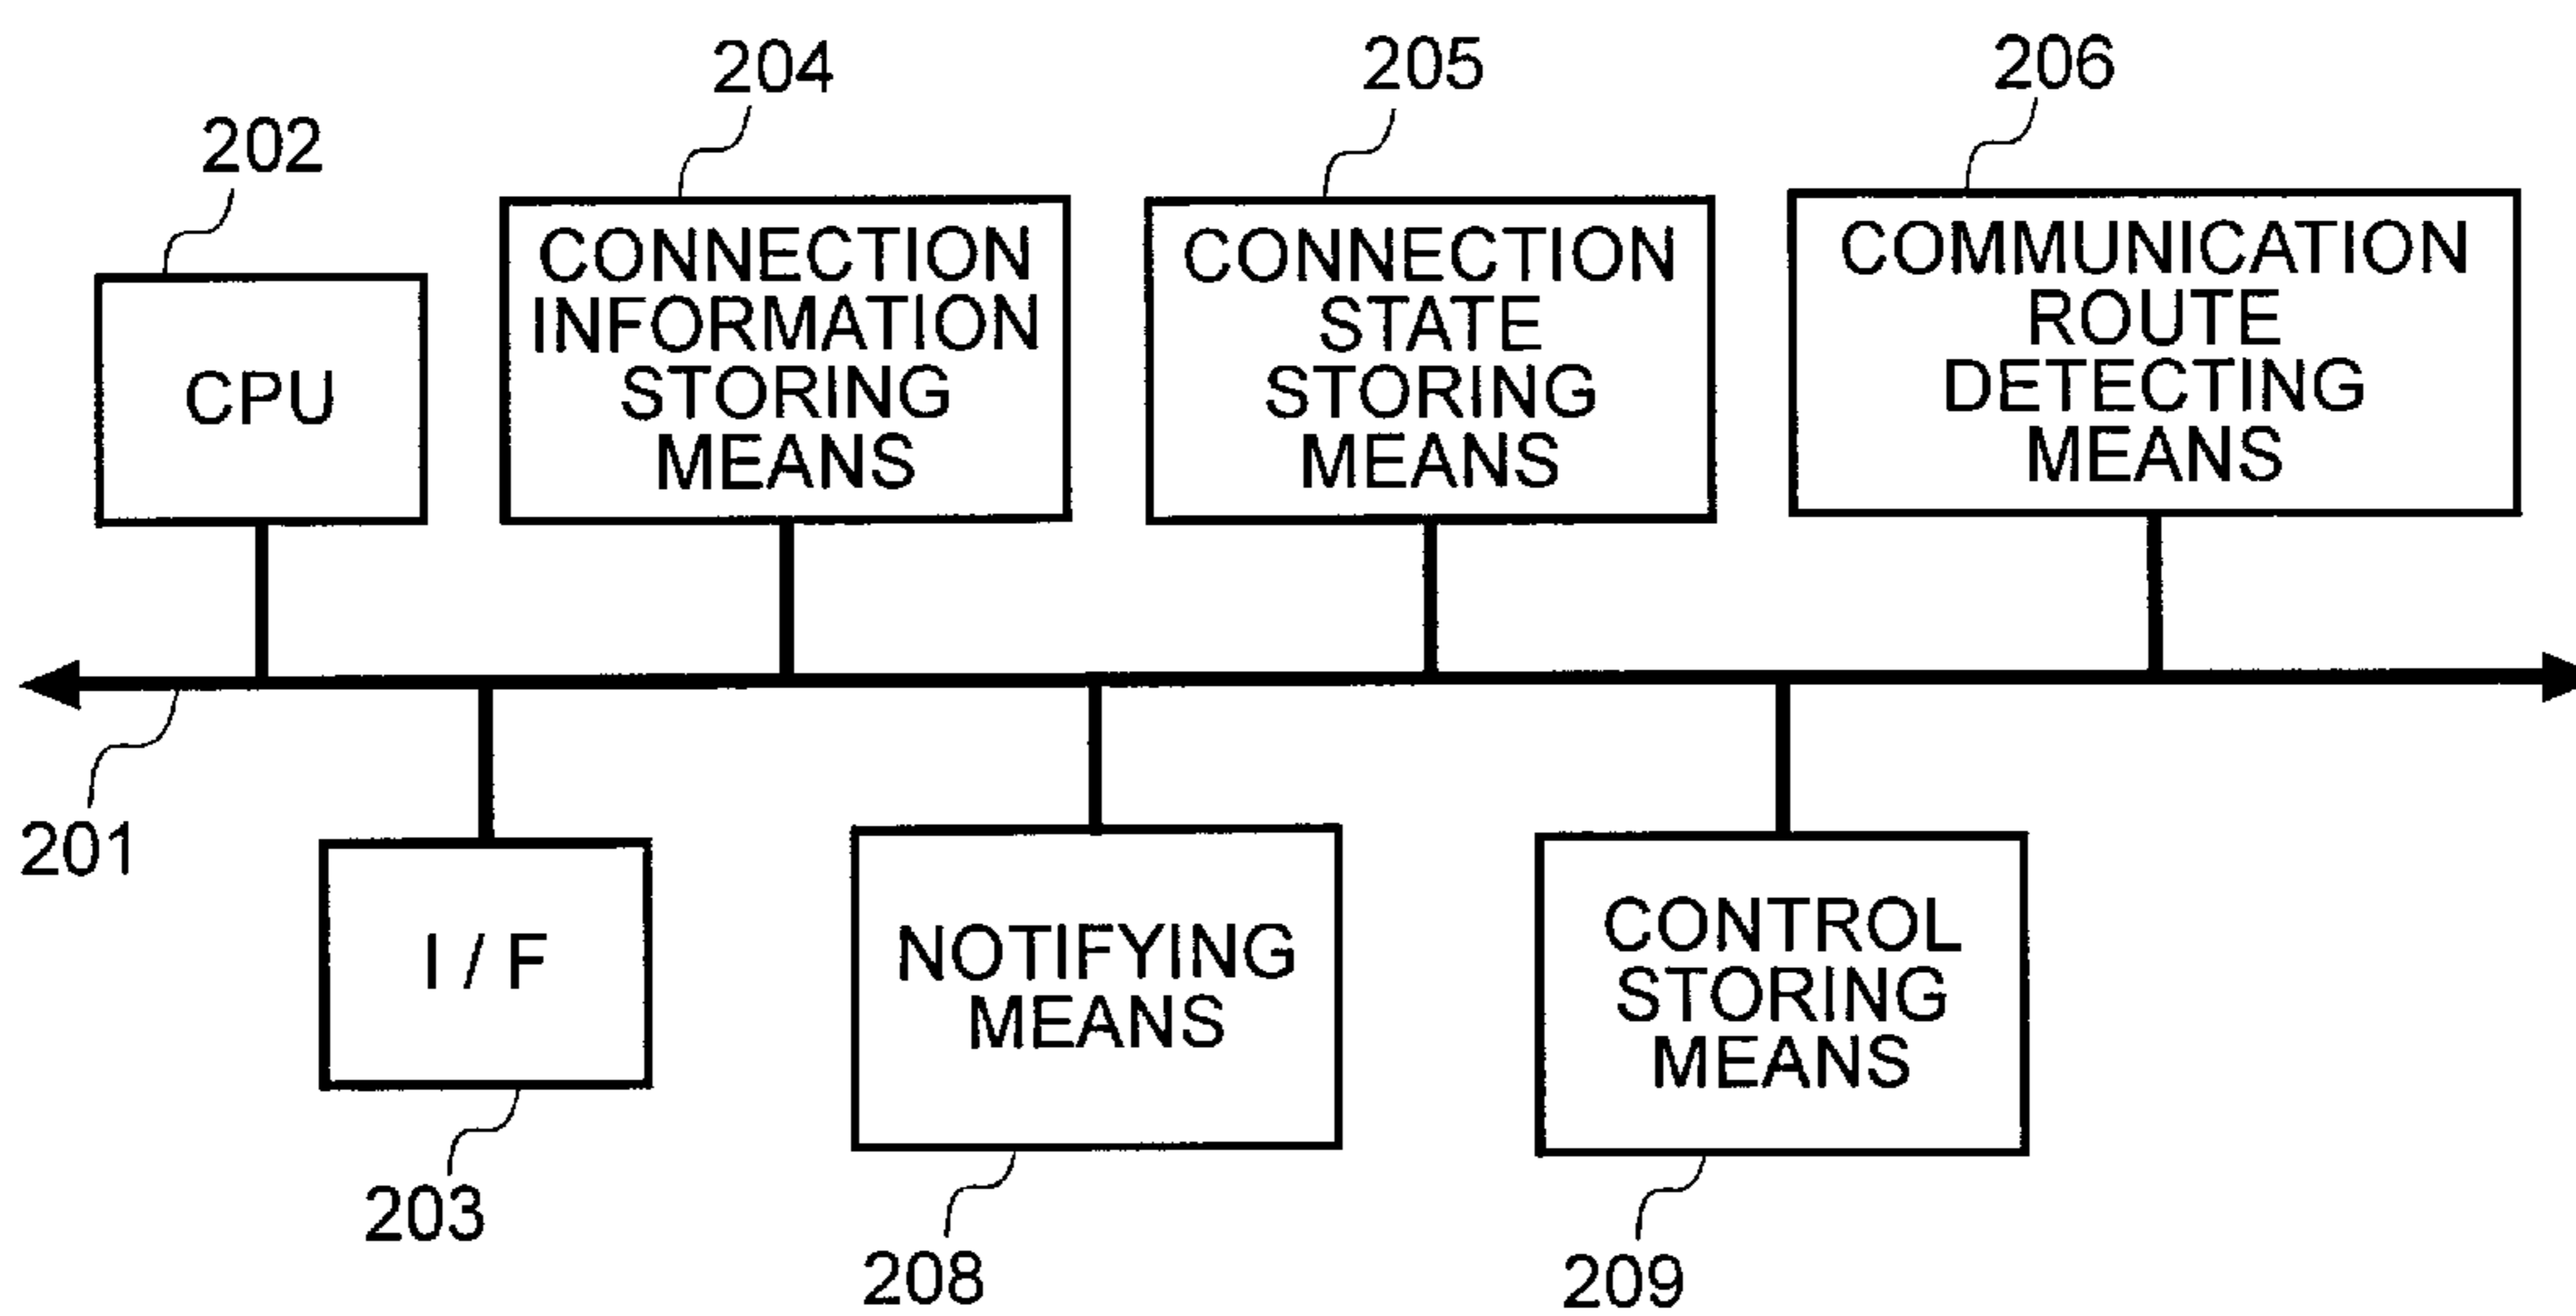 204
205
206
202
CONNECTION
INFORMATION
STORING
MEANS
CONNECTION
STATE
STORING
MEANS
COMMUNICATION
ROUTE
DETECTING
MEANS
CPU
201
I / F
NOTIFYING
MEANS
CONTROL
STORING
MEANS
203
208
209